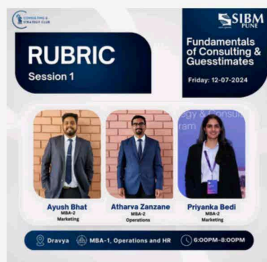 CONSULTING &
STRATEGY CLUB
SIBM
PUNE
RUBRIC
Session 1
Fundamentals
of Consulting &
Guesstimates
Friday: 12-07-2024
Ayush Bhat
MBA-2
Marketing
Atharva Zanzane
MBA-2
Operations
Priyanka Bedi
MBA-2
Marketing
Dravya
MBA-1, Operations and HR
6:00PM-8:00PM